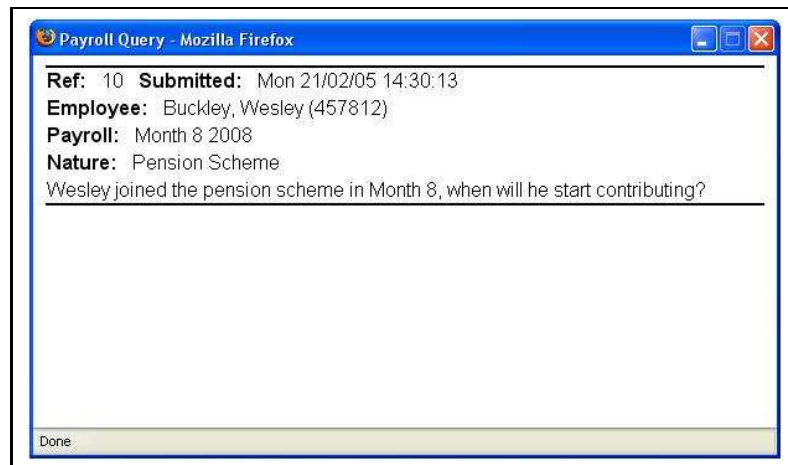 Payroll Query - Mozilla Firefox
Ref: 10 Submitted: Mon 21/02/05 14:30:13
Employee: Buckley, Wesley (457812)
Payroll: Month 8 2008
Nature: Pension Scheme
Wesley joined the pension scheme in Month 8, when will he start contributing?
Done